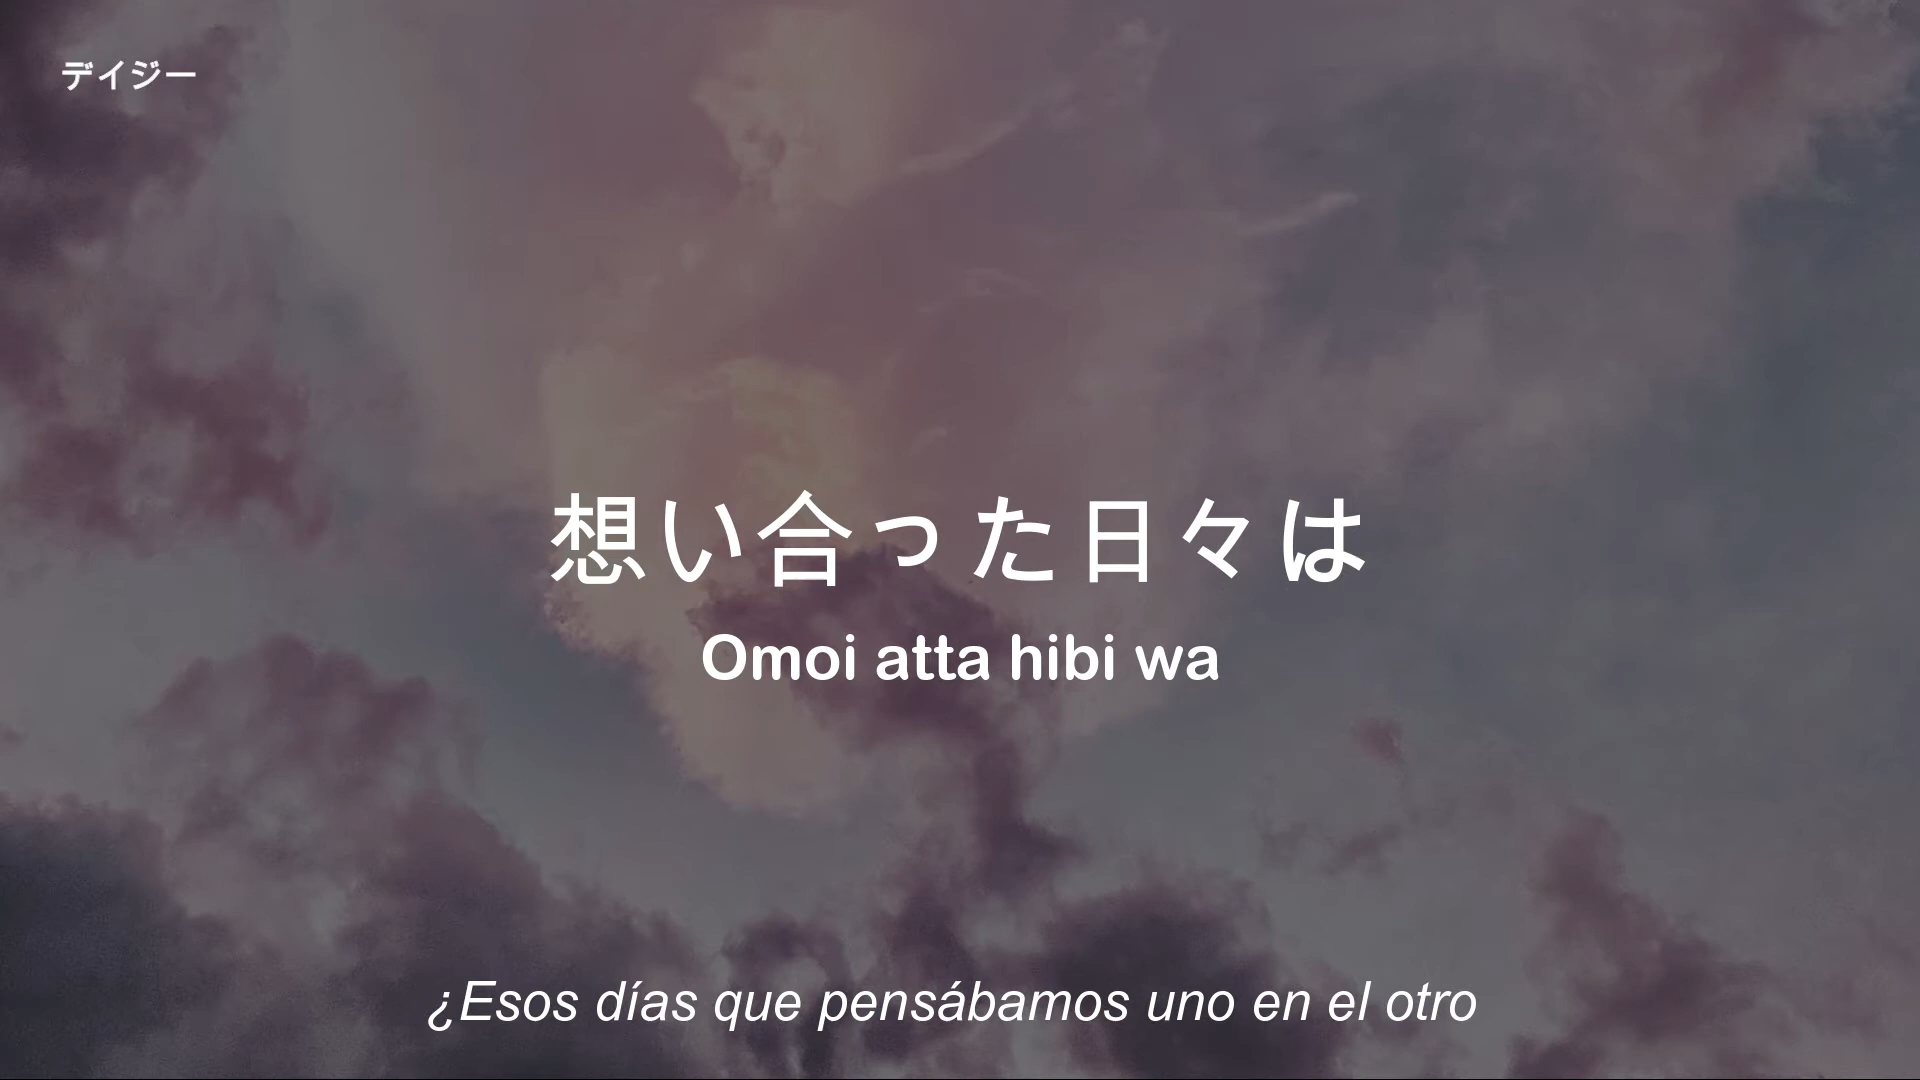 デイジー
想い合った日々は
Omoi atta hibi wa
¿Esos días que pensábamos uno en el otro